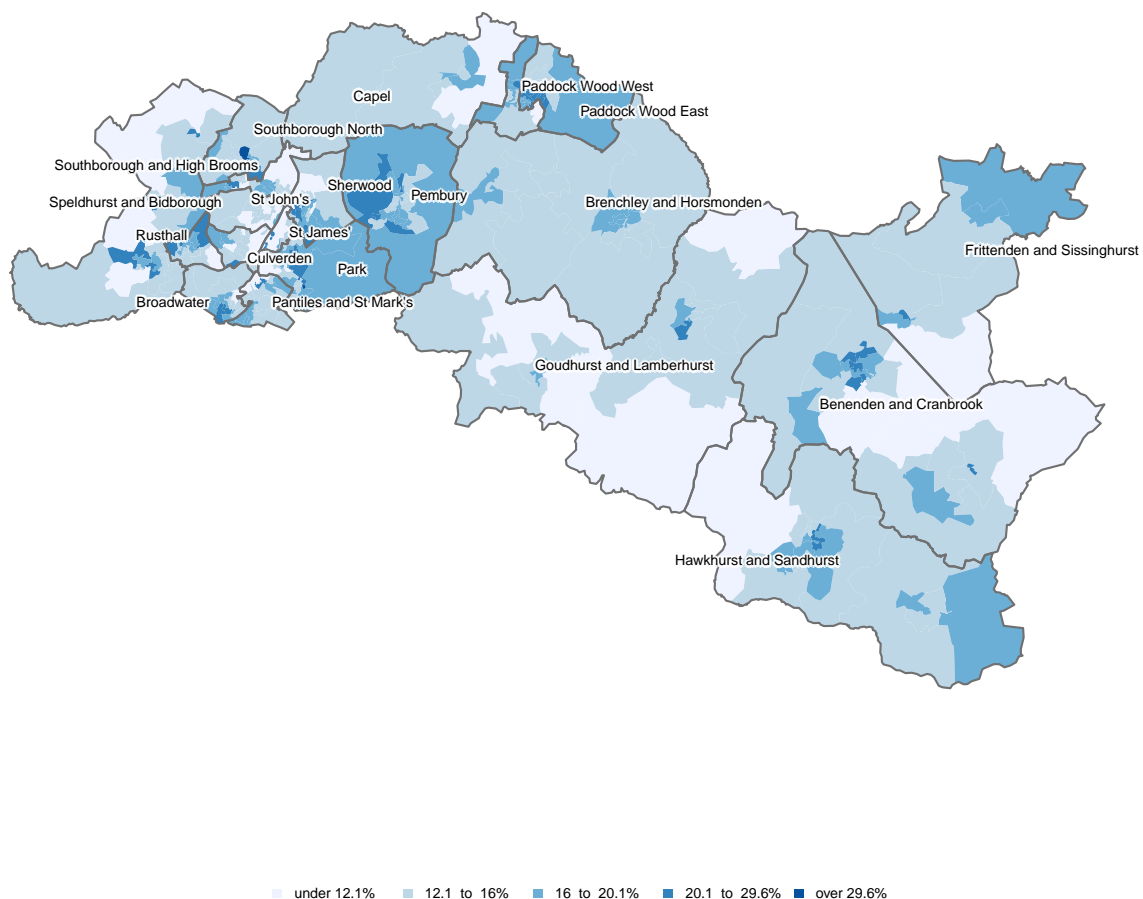 Paddock Wood West
Capel
Paddock Wood East
Southborough North
Southborough and High Brooms
Sherwood
Pembury
St John's
Speldhurst and Bidborough
Brenchley and Horsmonden
St James'
Rusthall
Frittenden and Sissinghurst
Culverden
Park
Broadwater
Pantiles and St Mark's
Goudhurst and Lamberhurst
Benenden and Cranbrook
Hawkhurst and Sandhurst
under 12.1%
12.1 to 16%
16 to 20.1%
20.1 to 29.6%
over 29.6%